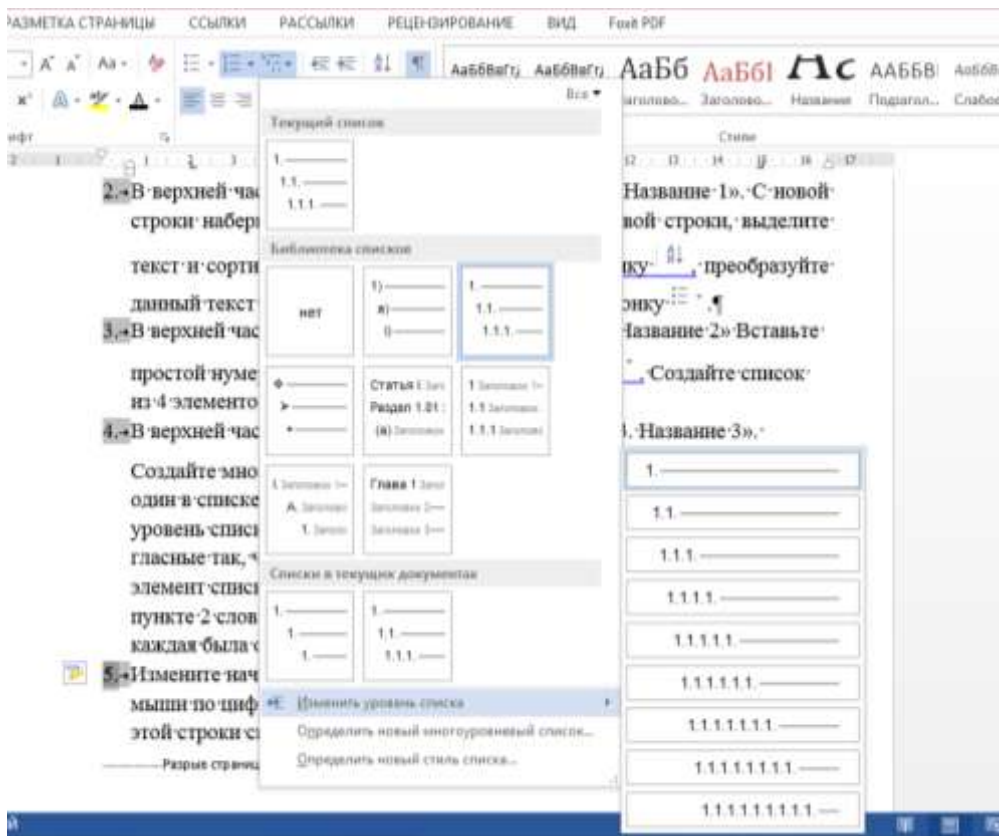 РАЗМЕТКА СТРАНИЦЫ ССЫЛКИ РАССЫЛКИ РЕЦЕНЗИРОВАНИЕ ВИД Foxit PDF
АаБбВвГг АаБбВвГг АаБб АаБбІ АаБбВ
Заголово... Название Подзагол...
Стили
Все
Текущий список
1.
1.1.
1.1.1.
2. В верхней час Название 1». С новой
строки набер вой строки, выделите
Библиотека списков
текст и сорти нку , преобразуйте
данный текст онку .¶
нет
1)
a)
i)
1.
1.1.
1.1.1.
3. В верхней час Название 2» Вставьте
простой нуме . Создайте список
из 4 элементо
Статья I.
Раздел 1.01
(a) Заголовок
1 Заголовок 1
1.1 Заголовок
1.1.1 Заголовок
4. В верхней час . Название 3».
Создайте мно
один в списке
уровень списк
гласные так, ч
элемент списк
пункте 2 слов
каждая была
Глава 1
Списки в текущих документах
1.
1.
1.
1.
1.1.
1.1.1.
5. Измените нач
мыши по циф
этой строки с
Разрыв страниц
Изменить уровень списка
Определить новый многоуровневый список...
Определить новый стиль списка...
1.
1.1.
1.1.1.
1.1.1.1.
1.1.1.1.1.
1.1.1.1.1.1.
1.1.1.1.1.1.1.
1.1.1.1.1.1.1.1.
1.1.1.1.1.1.1.1.1.